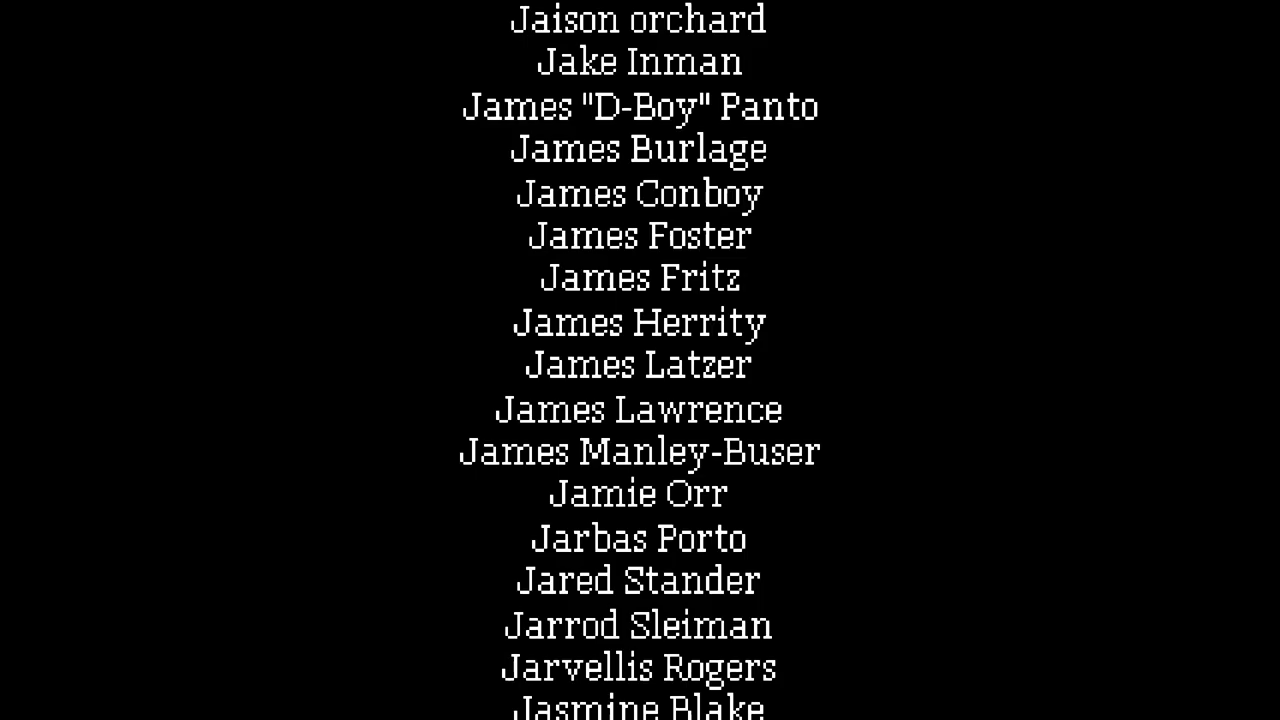 Jaison orchard
Jake Inman
James "D-Boy" Panto
James Burlage
James Conboy
James Foster
James Fritz
James Herrity
James Latzer
James Lawrence
James Manley-Buser
Jamie Orr
Jarbas Porto
Jared Stander
Jarrod Sleiman
Jarvellis Rogers
Jasmine Blake